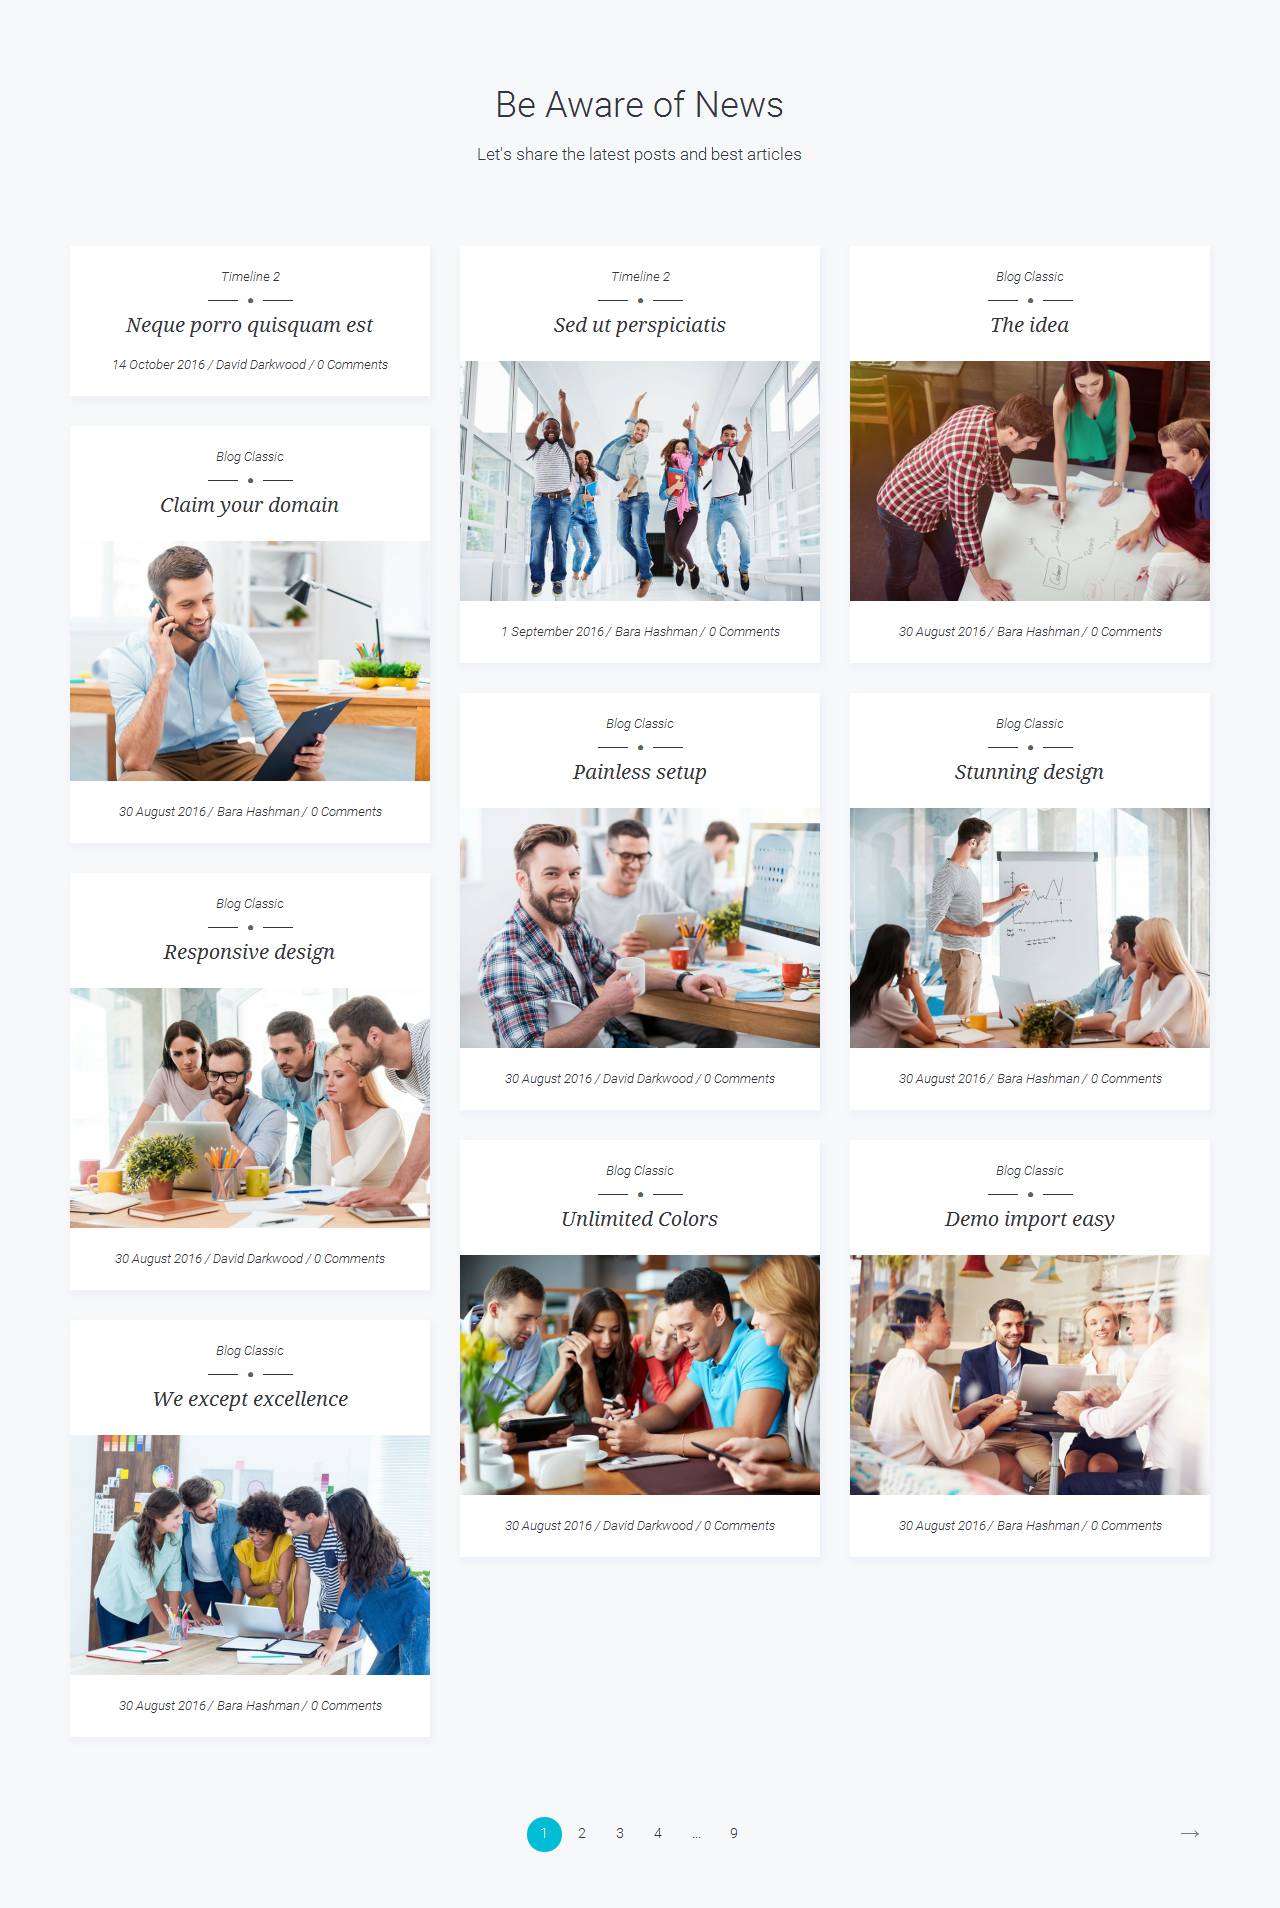 Be Aware of News
Let's share the latest posts and best articles
Timeline 2
Neque porro quisquam est
14 October 2016 / David Darkwood / 0 Comments
Blog Classic
Claim your domain
30 August 2016 / Bara Hashman / 0 Comments
Blog Classic
Responsive design
30 August 2016 / David Darkwood / 0 Comments
Blog Classic
We except excellence
30 August 2016 / Bara Hashman / 0 Comments
Timeline 2
Sed ut perspiciatis
1 September 2016 / Bara Hashman / 0 Comments
Blog Classic
Painless setup
30 August 2016 / David Darkwood / 0 Comments
Blog Classic
Unlimited Colors
30 August 2016 / David Darkwood / 0 Comments
Blog Classic
The idea
30 August 2016 / Bara Hashman / 0 Comments
Blog Classic
Stunning design
30 August 2016 / Bara Hashman / 0 Comments
Blog Classic
Demo import easy
30 August 2016 / Bara Hashman / 0 Comments
1 2 3 4 ... 9 →